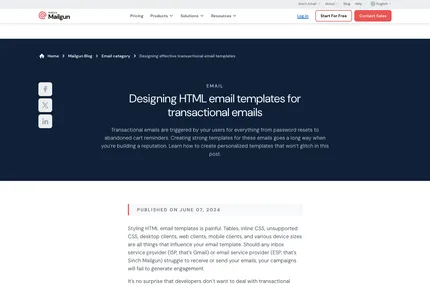 Sinch Email About Blog Help English
Mailgun
Pricing Products Solutions Resources Log In Start For Free Contact Sales
Home Mailgun Blog Email category Designing effective transactional email templates
EMAIL
Designing HTML email templates for
transactional emails
Transactional emails are triggered by your users for everything from password resets to
abandoned cart reminders. Creating strong templates for these emails goes a long way when
you're building a reputation. Learn how to create personalized templates that won't glitch in this
post.
PUBLISHED ON JUNE 07, 2024
Styling HTML email templates is painful. Tables, inline CSS, unsupported
CSS, desktop clients, web clients, mobile clients, and various device sizes
are all things that influence your email template. Should any inbox
service provider (ISP, that's Gmail) or email service provider (ESP, that's
Sinch Mailgun) struggle to receive or send your emails, your campaigns
will fail to generate engagement.
It's no surprise that developers don't want to deal with transactional